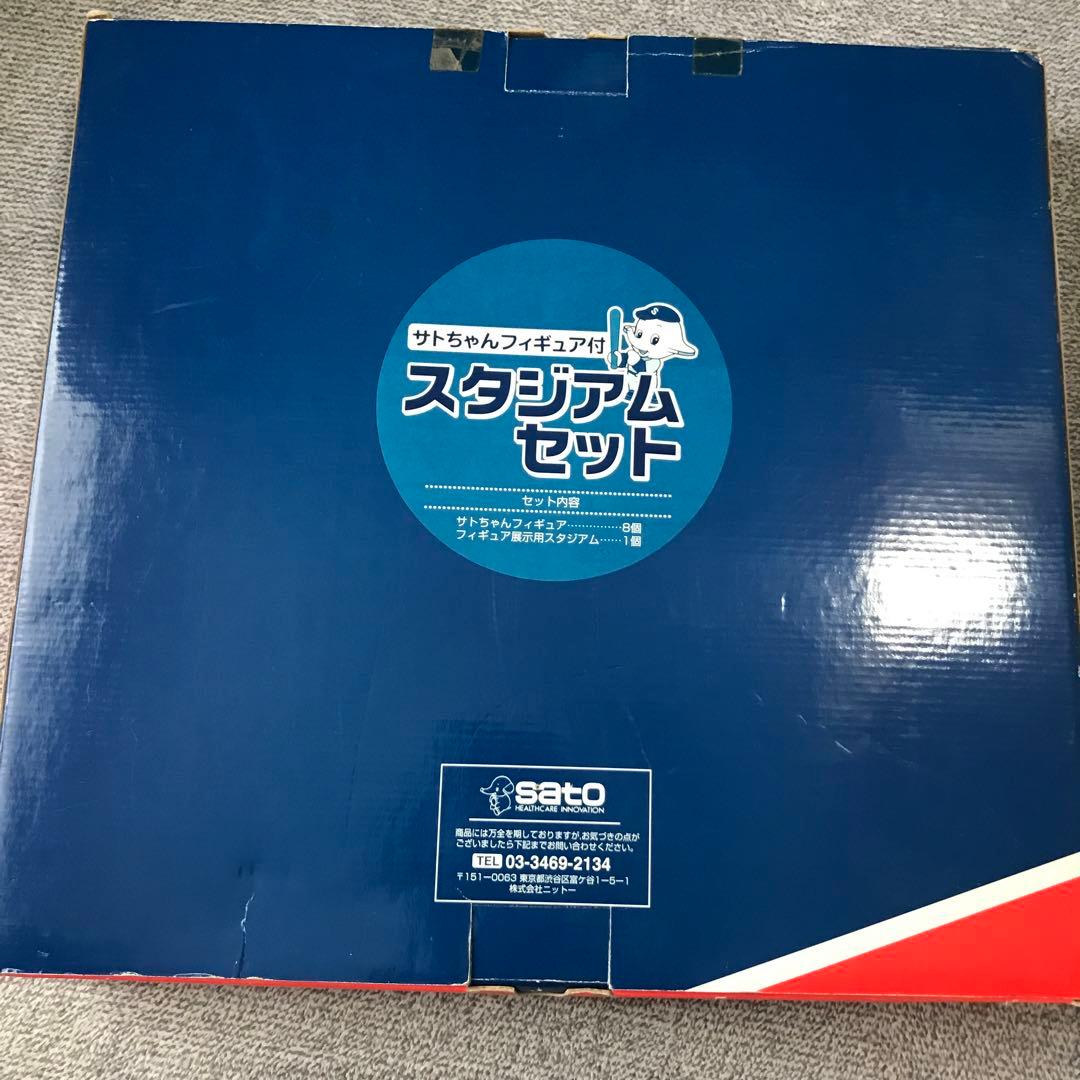 S
サトちゃんフィギュア付
スタジアム
セット
セット内容
サトちゃんフィギュア……………8個
フィギュア展示用スタジアム……1個
sato
HEALTHCARE INNOVATION
商品には万全を期しておりますが、お気づきの点が
ございましたら下記までお問い合わせください。
TEL 03-3469-2134
〒151-0063 東京都渋谷区富ケ谷1-5-1
株式会社ニットー